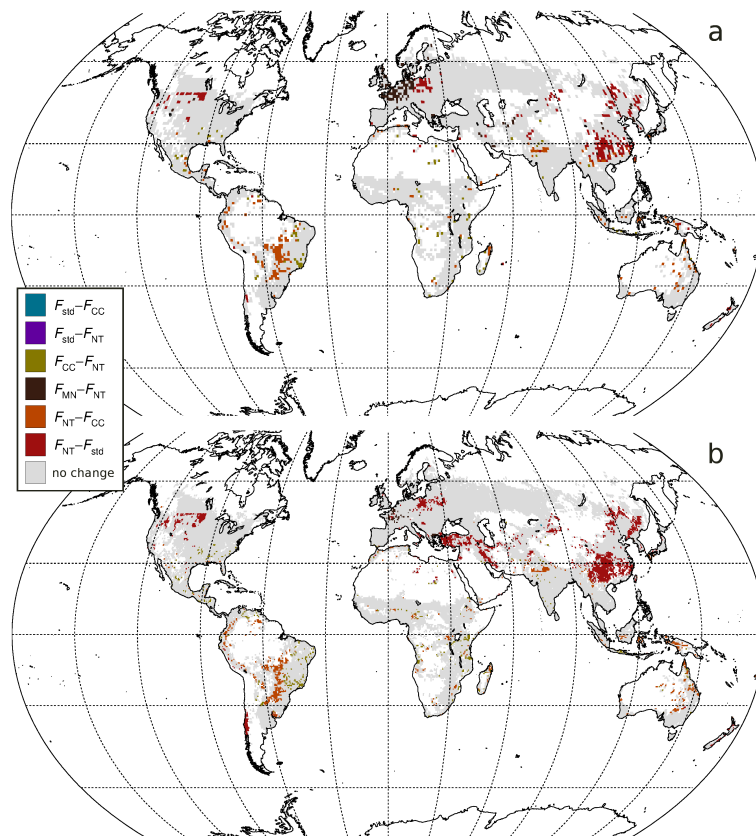 a
F_std−F_CC
F_std−F_NT
F_CC−F_NT
F_MN−F_NT
F_NT−F_CC
F_NT−F_std
no change
b